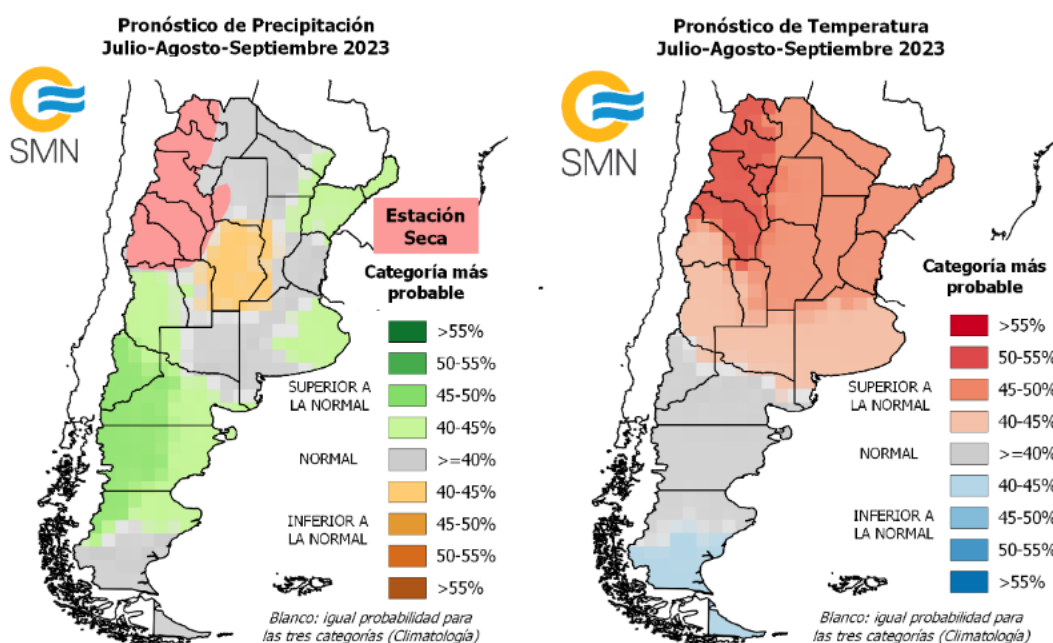 Pronóstico de Precipitación
Julio-Agosto-Septiembre 2023
SMN
Estación
Seca
Categoría más
probable
>55%
50-55%
SUPERIOR A
LA NORMAL
45-50%
40-45%
NORMAL
>=40%
40-45%
INFERIOR A
LA NORMAL
45-50%
50-55%
>55%
Blanco: igual probabilidad para
las tres categorías (Climatología)
Pronóstico de Temperatura
Julio-Agosto-Septiembre 2023
SMN
Categoría más
probable
>55%
50-55%
SUPERIOR A
LA NORMAL
45-50%
40-45%
NORMAL
>=40%
40-45%
INFERIOR A
LA NORMAL
45-50%
50-55%
>55%
Blanco: igual probabilidad para
las tres categorías (Climatología)